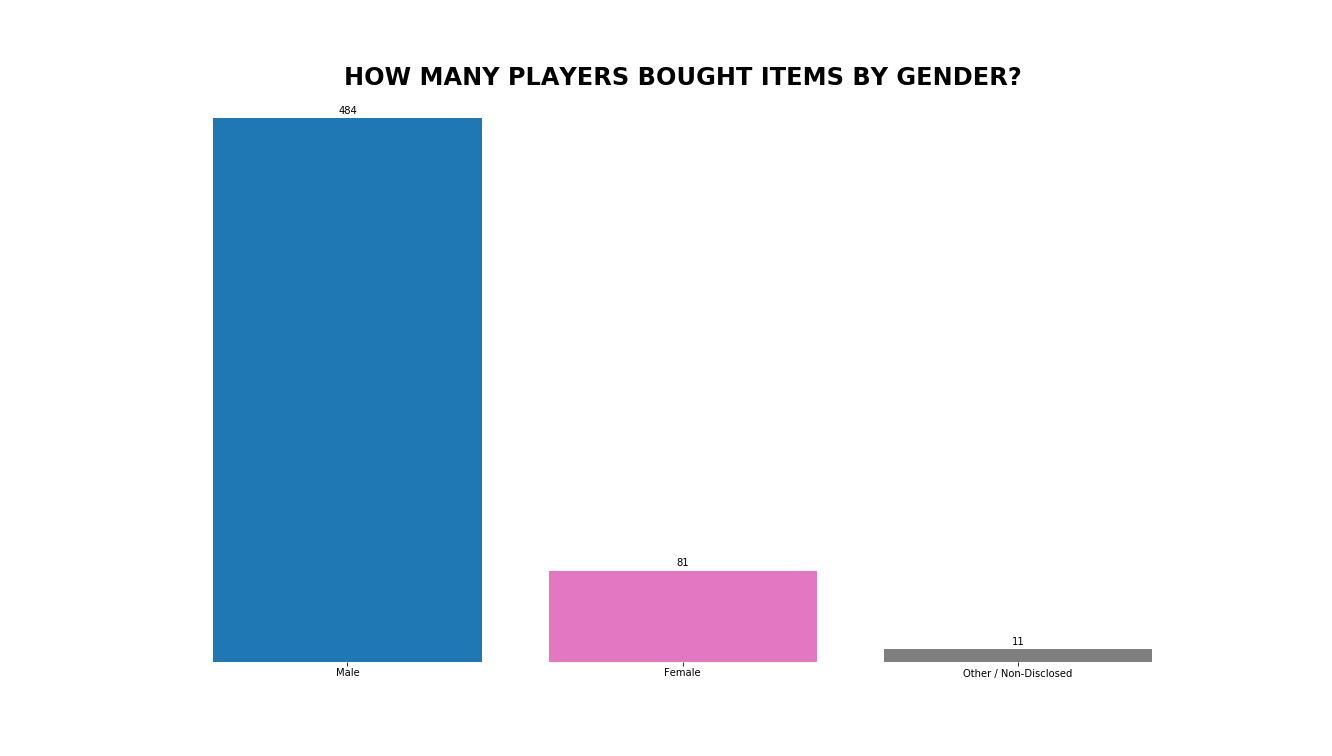 HOW MANY PLAYERS BOUGHT ITEMS BY GENDER?
484
81
11
Male
Female
Other / Non-Disclosed